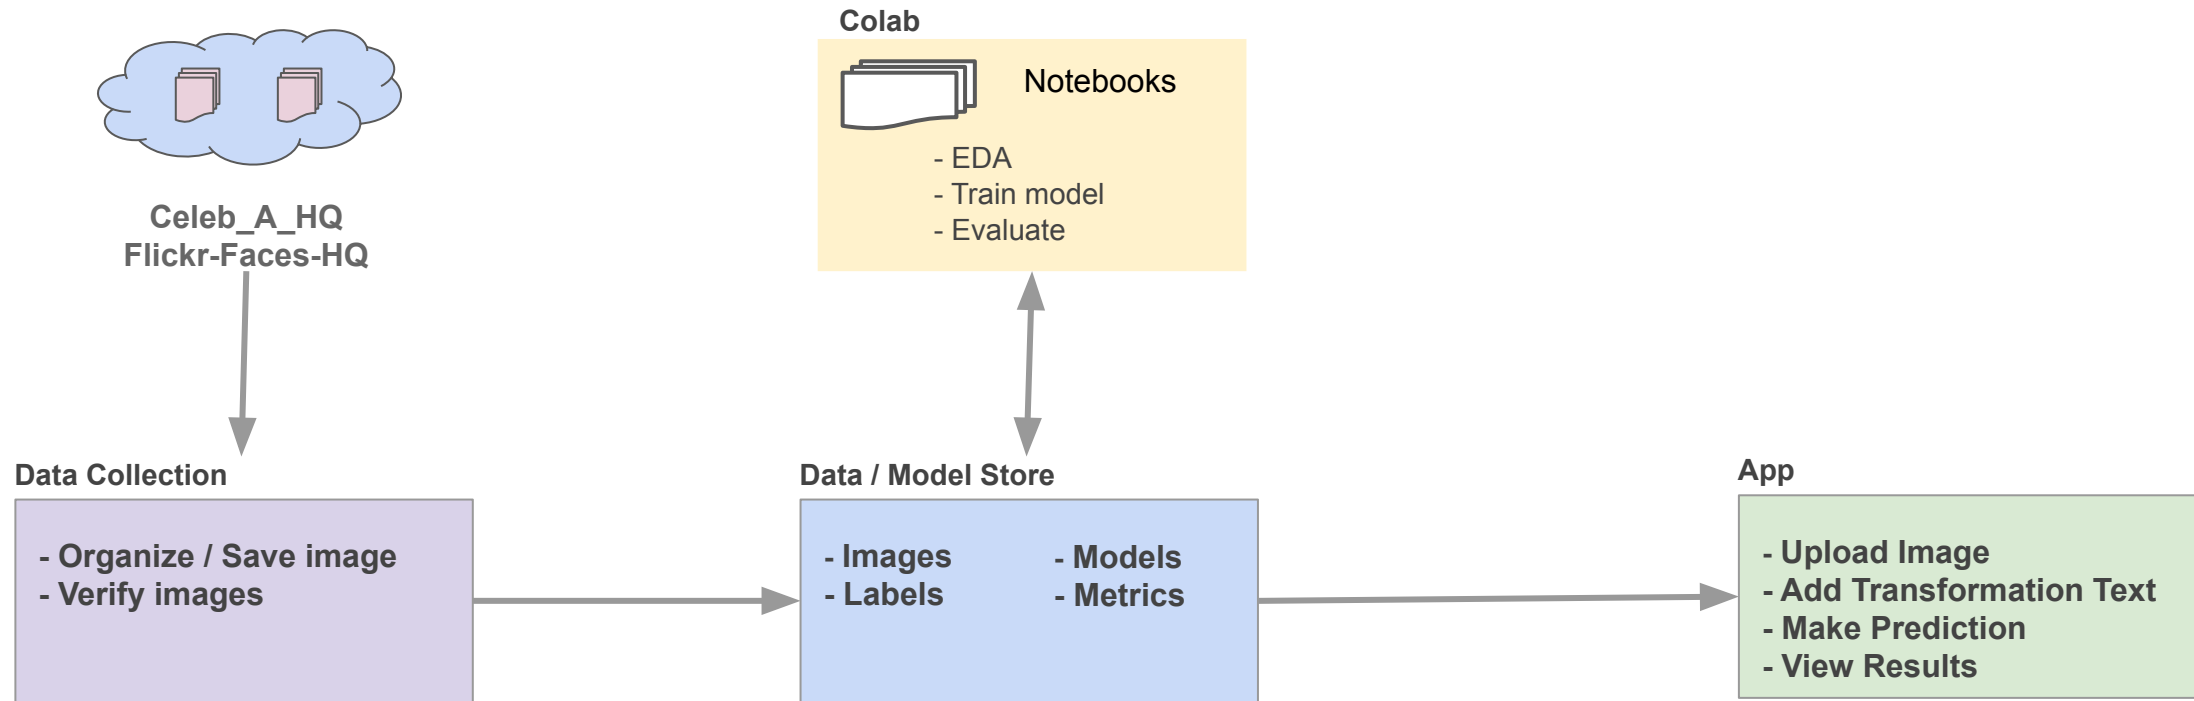 Colab
Notebooks
- EDA
- Train model
- Evaluate
Celeb_A_HQ
Flickr-Faces-HQ
Data Collection
- Organize / Save image
- Verify images
Data / Model Store
- Images
- Labels
- Models
- Metrics
App
- Upload Image
- Add Transformation Text
- Make Prediction
- View Results